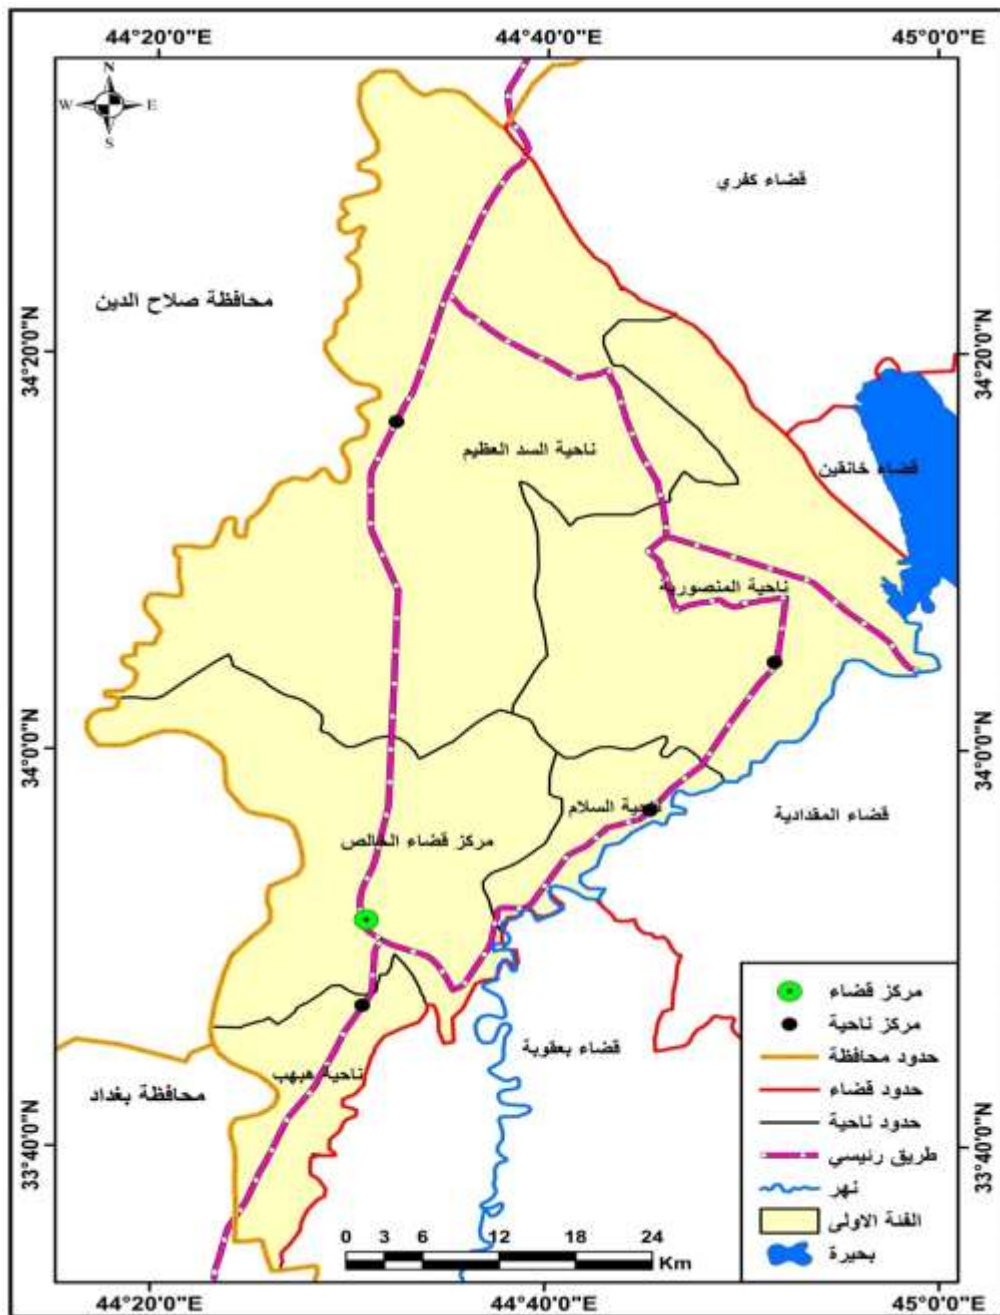 44°20'0"E
44°40'0"E
45°0'0"E
N
W
E
S
قضاء كفري
محافظة صلاح الدين
34°20'0"N
34°20'0"N
ناحية السد العظيم
قضاء خانقين
ناحية المنصورية
34°0'0"N
34°0'0"N
ناحية السلام
قضاء المقدادية
مركز قضاء الخالص
مركز قضاء
مركز ناحية
قضاء بعقوبة
حدود محافظة
ناحية هبهب
محافظة بغداد
حدود قضاء
حدود ناحية
33°40'0"N
33°40'0"N
طريق رئيسي
نهر
الفئة الاولى
بحيرة
0 3 6 12 18 24
Km
44°20'0"E
44°40'0"E
45°0'0"E